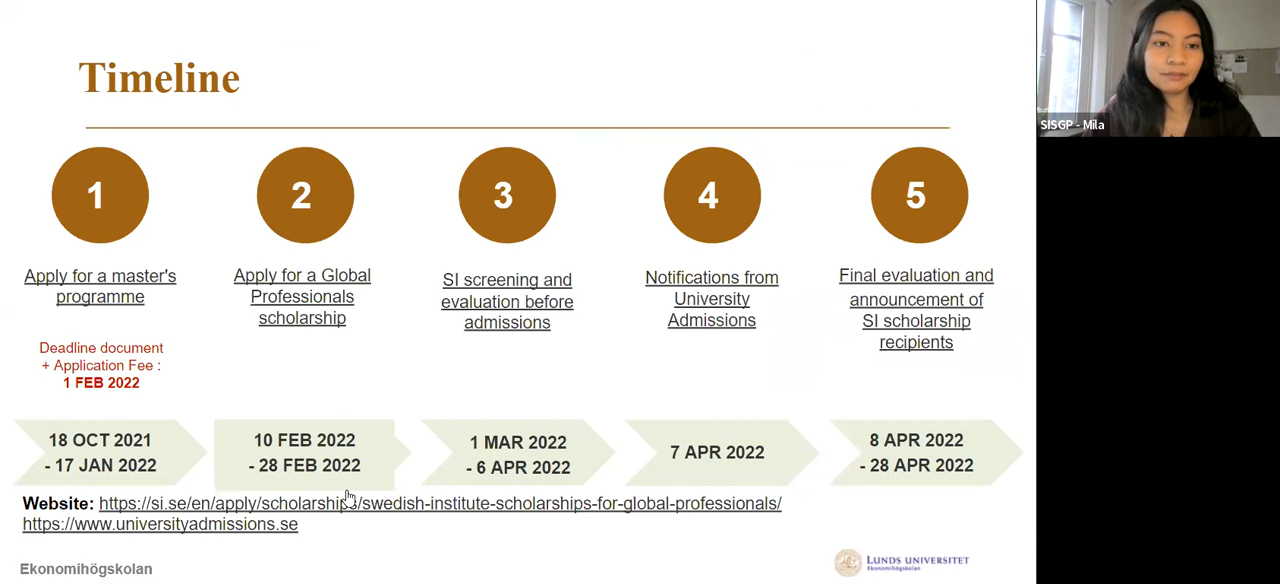 Timeline
1
2
3
4
5
Apply for a master's
programme
Apply for a Global
Professionals
scholarship
SI screening and
evaluation before
admissions
Notifications from
University
Admissions
Final evaluation and
announcement of
SI scholarship
recipients
Deadline document
+ Application Fee :
1 FEB 2022
18 OCT 2021
- 17 JAN 2022
10 FEB 2022
- 28 FEB 2022
1 MAR 2022
- 6 APR 2022
7 APR 2022
8 APR 2022
- 28 APR 2022
Website: https://si.se/en/apply/scholarships/swedish-institute-scholarships-for-global-professionals/
https://www.universityadmissions.se
Ekonomihögskolan
LUNDS UNIVERSITET
Ekonomihögskolan
SISGP - Mila